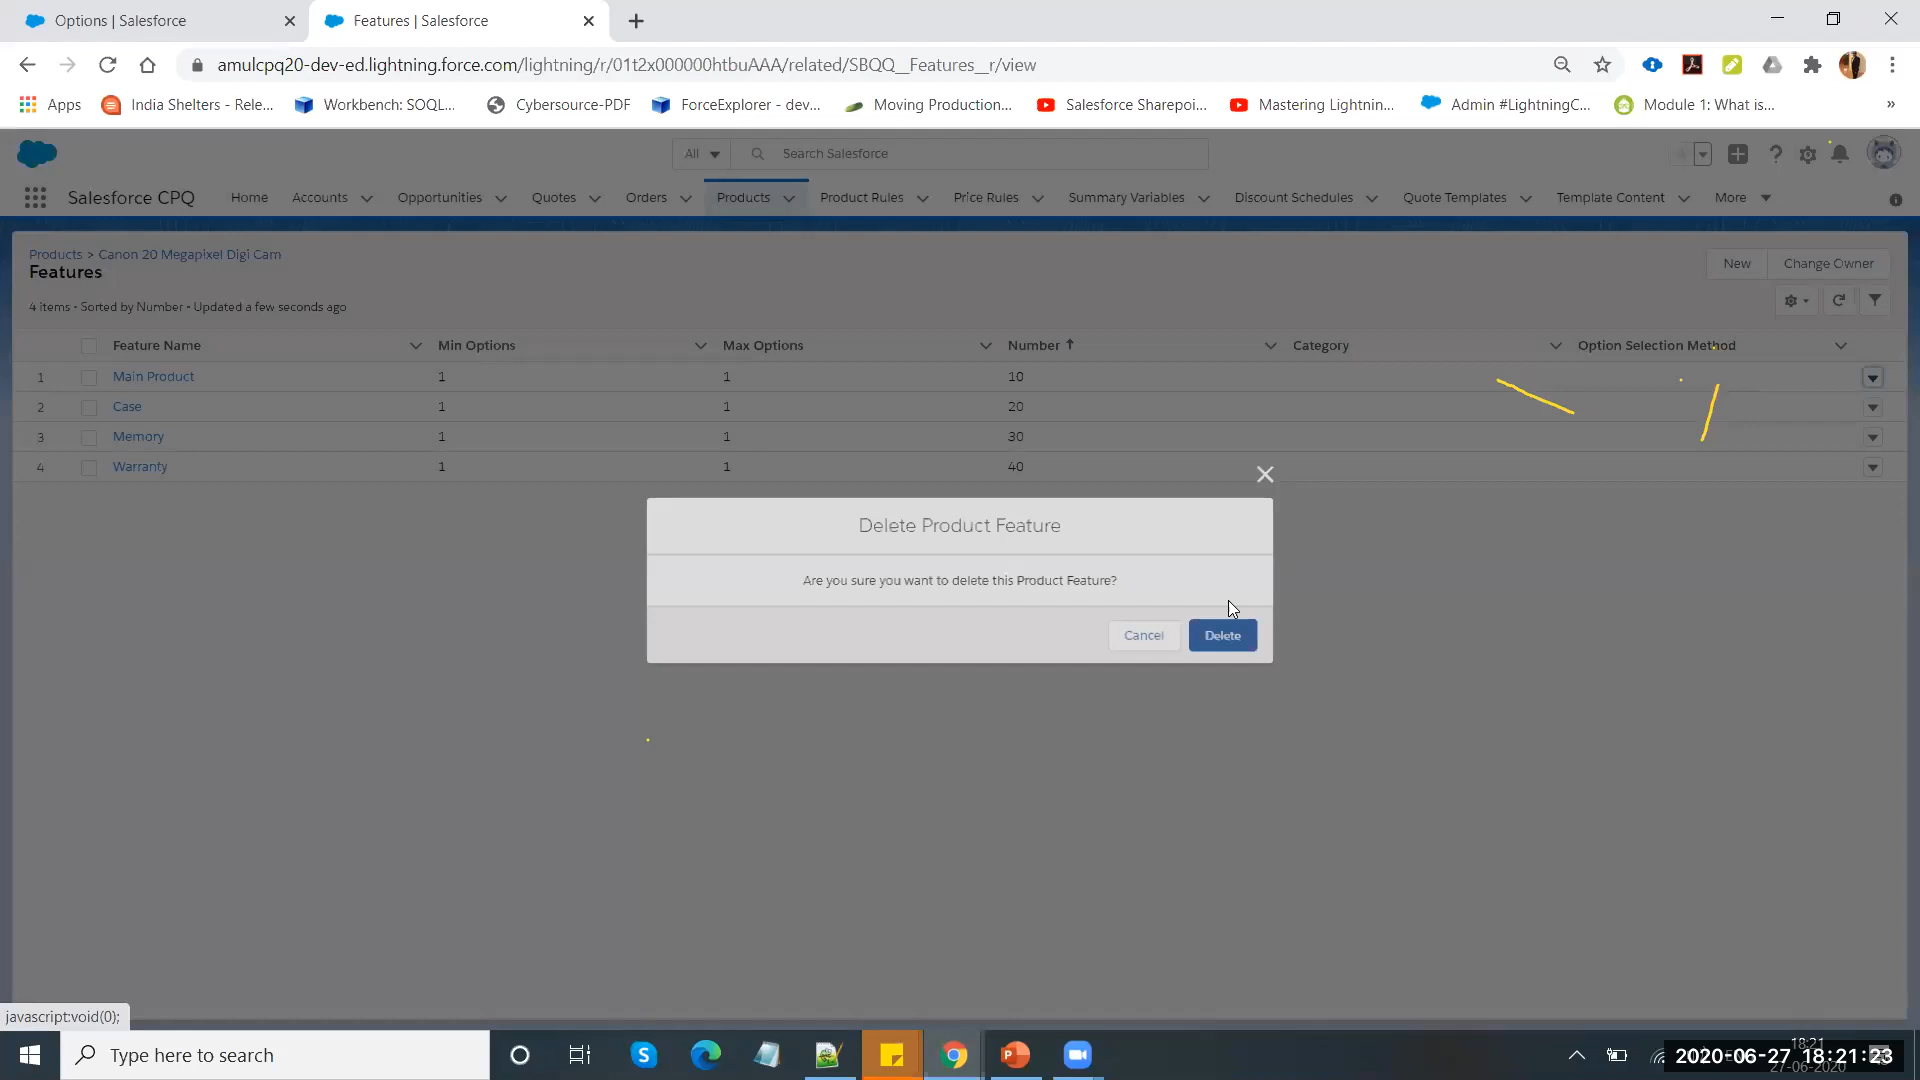 Options | Salesforce
Features | Salesforce
amulcpq20-dev-ed.lightning.force.com/lightning/r/01t2x000000htbuAAA/related/SBQQ__Features__r/view
Apps India Shelters - Rele... Workbench: SOQL... Cybersource-PDF ForceExplorer - dev... Moving Production... Salesforce Sharepoi... Mastering Lightnin... Admin #LightningC... Module 1: What is... »
All Search Salesforce
Salesforce CPQ Home Accounts Opportunities Quotes Orders Products Product Rules Price Rules Summary Variables Discount Schedules Quote Templates Template Content More
Products > Canon 20 Megapixel Digi Cam
Features
New Change Owner
4 items • Sorted by Number • Updated a few seconds ago
Feature Name Min Options Max Options Number ↑ Category Option Selection Method
1 Main Product 1 1 10
2 Case 1 1 20
3 Memory 1 1 30
4 Warranty 1 1 40
Delete Product Feature
Are you sure you want to delete this Product Feature?
Cancel Delete
javascript:void(0);
Type here to search
18:21
2020-06-27 18:21:23
27-06-2020